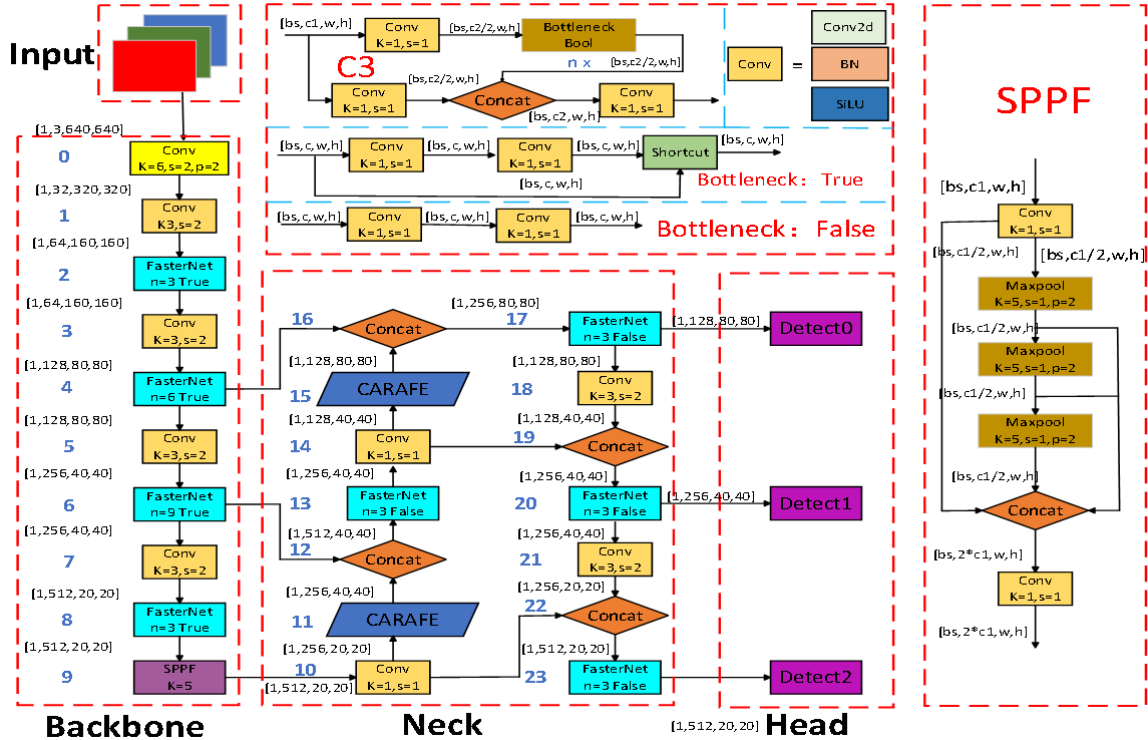 Input
[1,3,640,640]
0
Conv
K=6,s=2,p=2
[1,32,320,320]
1
Conv
K3,s=2
[1,64,160,160]
2
FasterNet
n=3 True
[1,64,160,160]
3
Conv
K=3,s=2
[1,128,80,80]
4
FasterNet
n=6 True
[1,128,80,80]
5
Conv
K=3,s=2
[1,256,40,40]
6
FasterNet
n=9 True
[1,256,40,40]
7
Conv
K=3,s=2
[1,512,20,20]
8
FasterNet
n=3 True
[1,512,20,20]
9
SPPF
K=5
Backbone
[bs,c1,w,h]
Conv
K=1,s=1
[bs,c2/2,w,h]
Bottleneck
Bool
C3
n x
[bs,c2/2,w,h]
Conv
K=1,s=1
[bs,c2/2,w,h]
Concat
[bs,c2,w,h]
Conv
K=1,s=1
Conv
=
Conv2d
BN
SiLU
[bs,c,w,h]
Conv
K=1,s=1
[bs,c,w,h]
Conv
K=1,s=1
[bs,c,w,h]
Shortcut
[bs,c,w,h]
[bs,c,w,h]
Bottleneck: True
[bs,c,w,h]
Conv
K=1,s=1
[bs,c,w,h]
Conv
K=1,s=1
[bs,c,w,h]
Bottleneck: False
16
Concat
[1,256,80,80]
17
FasterNet
n=3 False
[1,128,80,80]
Detect0
[1,128,80,80]
15
CARAFE
[1,128,80,80]
18
Conv
K=3,s=2
[1,128,40,40]
14
Conv
K=1,s=1
[1,128,40,40]
19
Concat
[1,256,40,40]
13
FasterNet
n=3 False
[1,256,40,40]
20
FasterNet
n=3 False
[1,256,40,40]
Detect1
[1,512,40,40]
12
Concat
[1,256,40,40]
21
Conv
K=3,s=2
[1,256,40,40]
11
CARAFE
[1,256,20,20]
22
Concat
[1,256,20,20]
10
Conv
K=1,s=1
[1,512,20,20]
[1,512,20,20]
23
FasterNet
n=3 False
Detect2
[1,512,20,20]
Neck
Head
SPPF
[bs,c1,w,h]
Conv
K=1,s=1
[bs,c1/2,w,h]
[bs,c1/2,w,h]
Maxpool
K=5,s=1,p=2
[bs,c1/2,w,h]
Maxpool
K=5,s=1,p=2
[bs,c1/2,w,h]
Maxpool
K=5,s=1,p=2
[bs,c1/2,w,h]
Concat
[bs,2*c1,w,h]
Conv
K=1,s=1
[bs,2*c1,w,h]